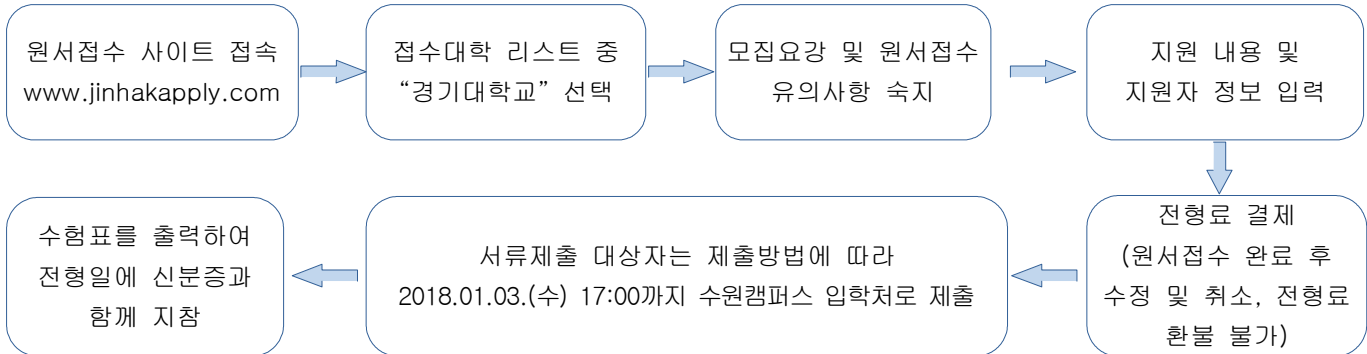 원서접수 사이트 접속
www.jinhakapply.com
접수대학 리스트 중
“경기대학교” 선택
모집요강 및 원서접수
유의사항 숙지
지원 내용 및
지원자 정보 입력
전형료 결제
(원서접수 완료 후
수정 및 취소, 전형료
환불 불가)
서류제출 대상자는 제출방법에 따라
2018.01.03.(수) 17:00까지 수원캠퍼스 입학처로 제출
수험표를 출력하여
전형일에 신분증과
함께 지참